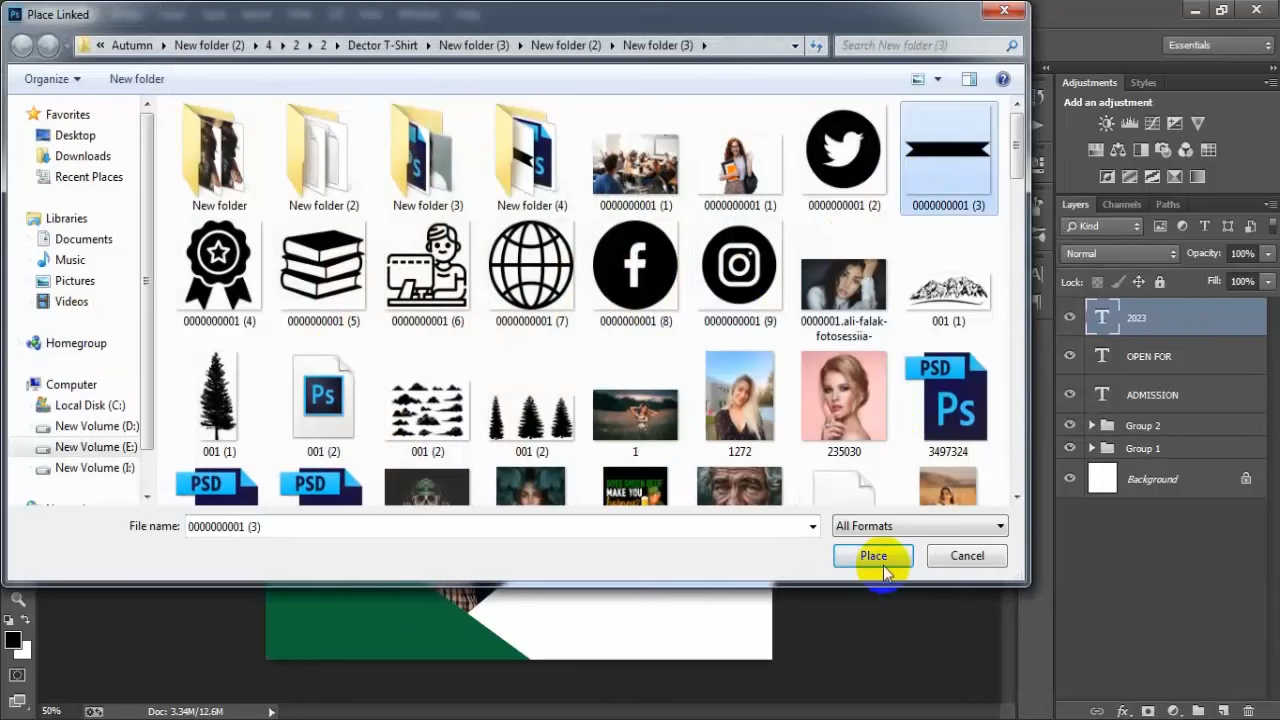 Place Linked
« Autumn ▸ New folder (2) ▸ 4 ▸ 2 ▸ 2 ▸ Dector T-Shirt ▸ New folder (3) ▸ New folder (2) ▸ New folder (3) ▸
Search New folder (3)
Essentials
Organize
New folder
Adjustments
Styles
Add an adjustment
Favorites
Desktop
Downloads
Recent Places
Libraries
Documents
Music
Pictures
Videos
Homegroup
Computer
Local Disk (C:)
New Volume (D:)
New Volume (E:)
New Volume (I:)
New folder
New folder (2)
New folder (3)
New folder (4)
0000000001 (1)
0000000001 (1)
0000000001 (2)
0000000001 (3)
0000000001 (4)
0000000001 (5)
0000000001 (6)
0000000001 (7)
0000000001 (8)
0000000001 (9)
0000001.ali-falak-
fotosessiia-
001 (1)
Ps
PSD
Ps
001 (1)
001 (2)
001 (2)
001 (2)
1
1272
235030
3497324
PSD
PSD
MAKE YOU
File name:
0000000001 (3)
All Formats
Place
Cancel
Layers
Channels
Paths
Kind
Normal
Opacity: 100%
Lock:
Fill: 100%
T 2023
T OPEN FOR
T ADMISSION
Group 2
Group 1
Background
50%
Doc: 3.34M/12.6M
fx